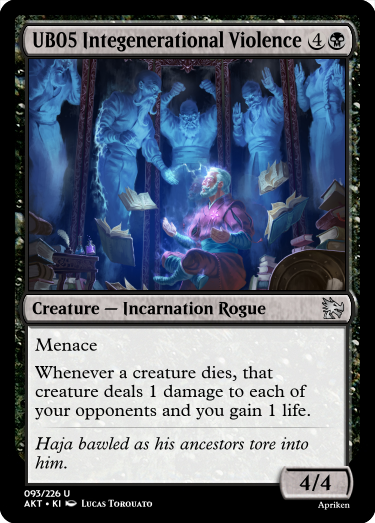 UB05 Integenerational Violence 4
Creature — Incarnation Rogue
Menace
Whenever a creature dies, that
creature deals 1 damage to each of
your opponents and you gain 1 life.
Haja bawled as his ancestors tore into
him.
4/4
093/226 U
AKT • KI Lucas Torquato
Apriken